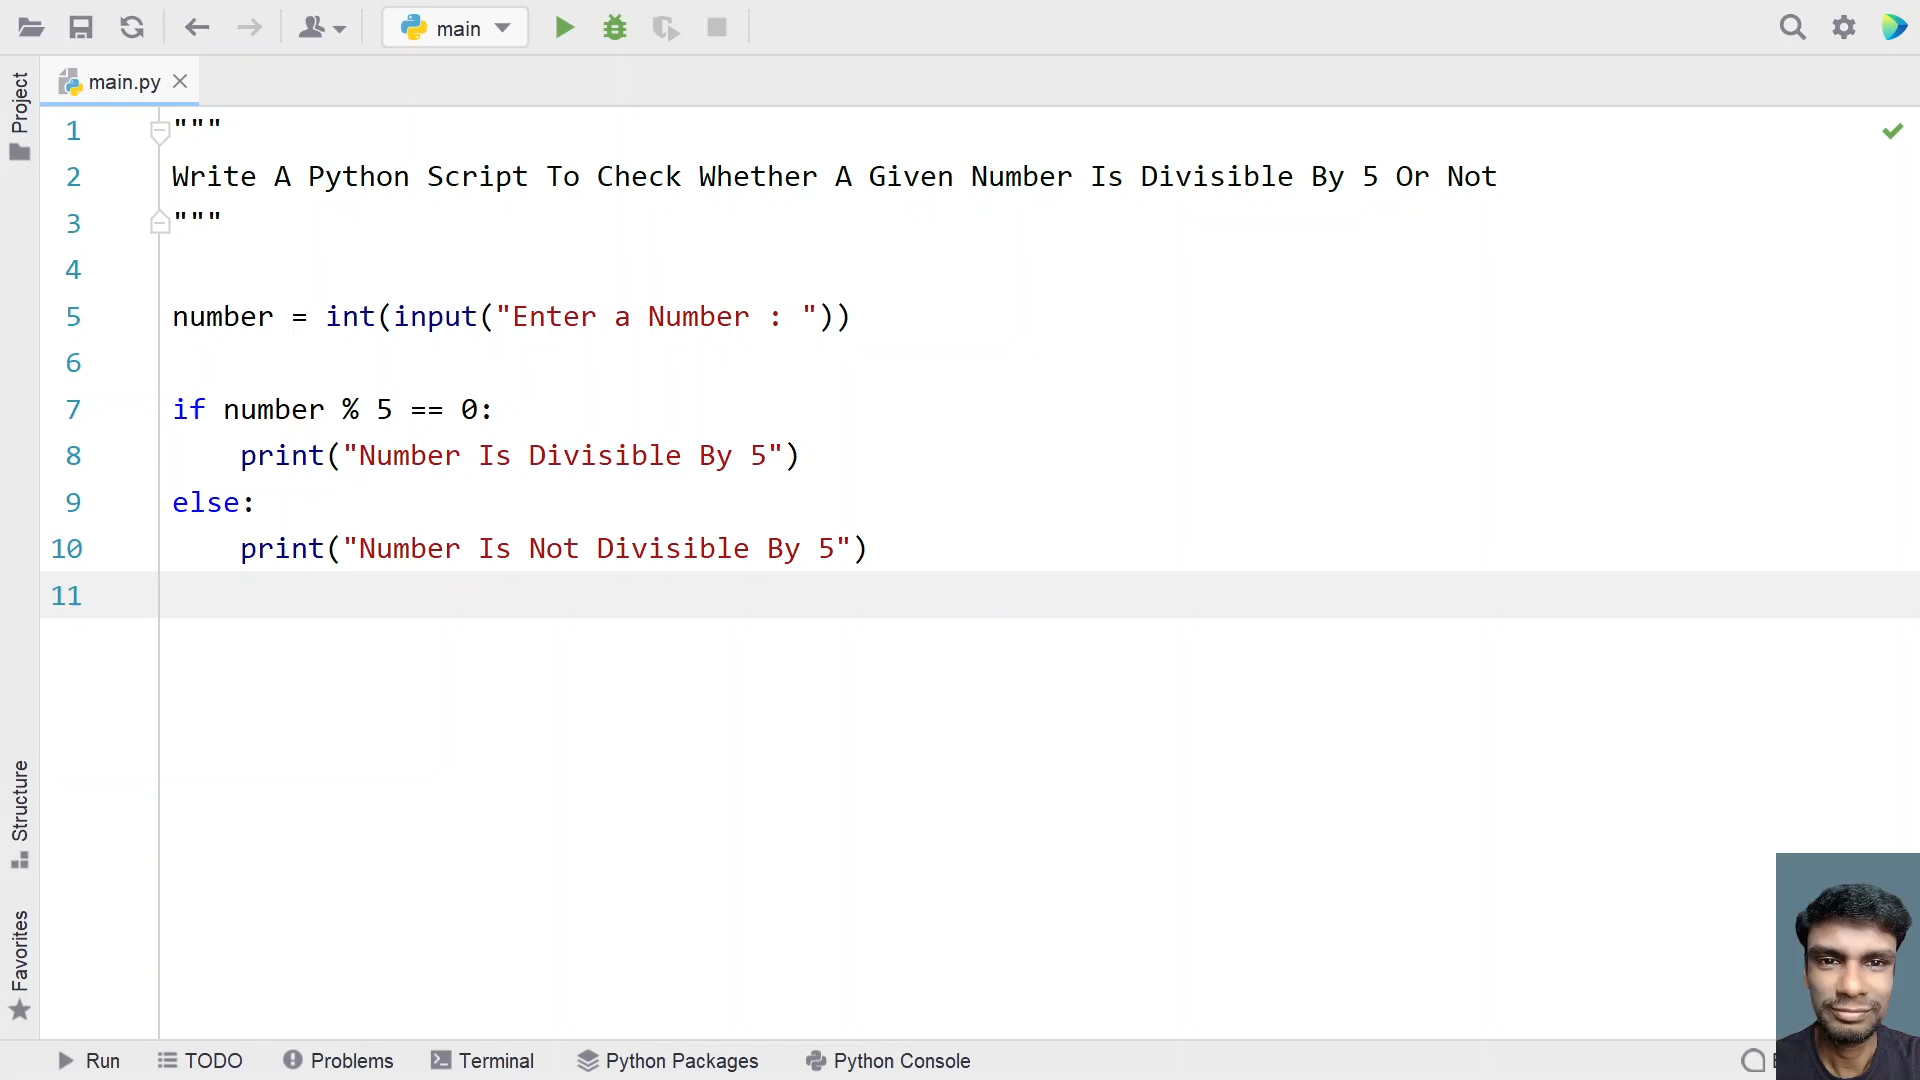 main
main.py
Project
1 """
2 Write A Python Script To Check Whether A Given Number Is Divisible By 5 Or Not
3 """
4
5 number = int(input("Enter a Number : "))
6
7 if number % 5 == 0:
8     print("Number Is Divisible By 5")
9 else:
10     print("Number Is Not Divisible By 5")
11
Structure
Favorites
Run TODO Problems Terminal Python Packages Python Console